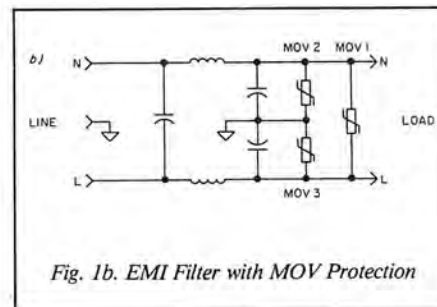 b)
N
MOV 2 MOV 1
N
LINE
LOAD
L
MOV 3
L
Fig. 1b. EMI Filter with MOV Protection